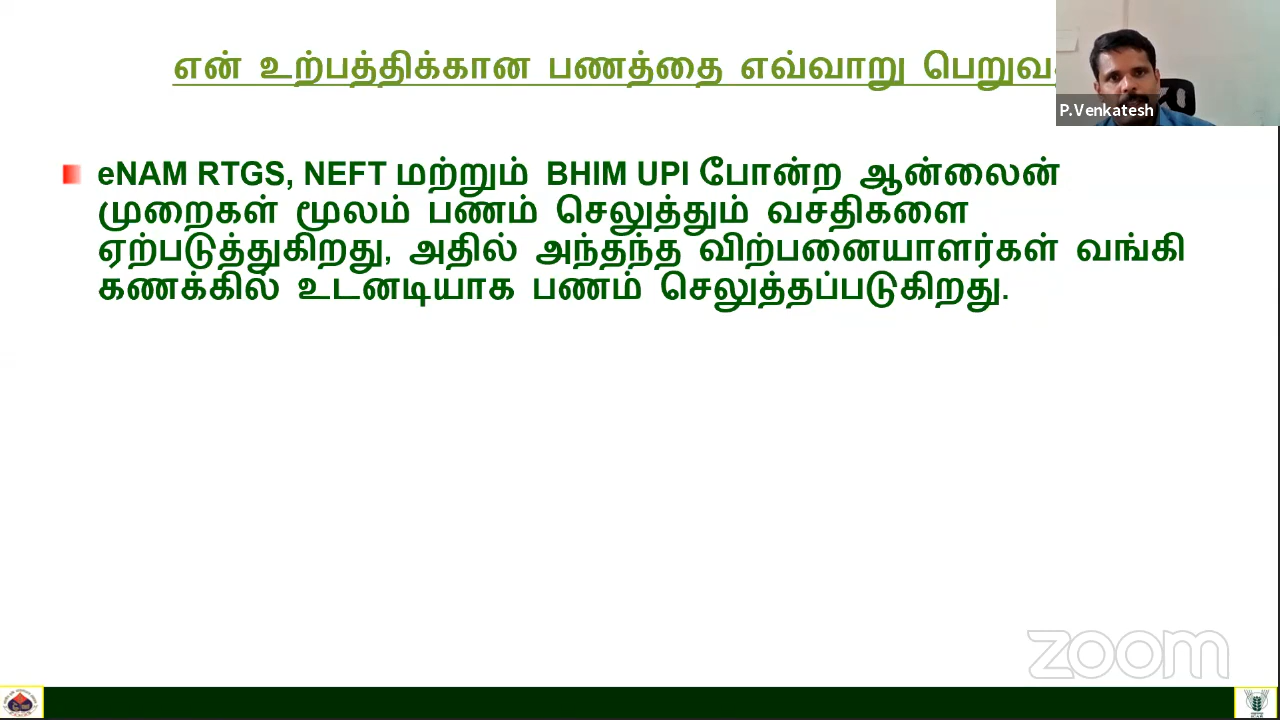 என் உற்பத்திக்கான பணத்தை எவ்வாறு
P.Venkatesh
eNAM RTGS, NEFT மற்றும் BHIM UPI போன்ற ஆன்லைன்
முறைகள் மூலம் பணம் செலுத்தும் வசதிகளை
ஏற்படுத்துகிறது, அதில் அந்தந்த விற்பனையாளர்கள் வங்கி
கணக்கில் உடனடியாக பணம் செலுத்தப்படுகிறது.
zoom